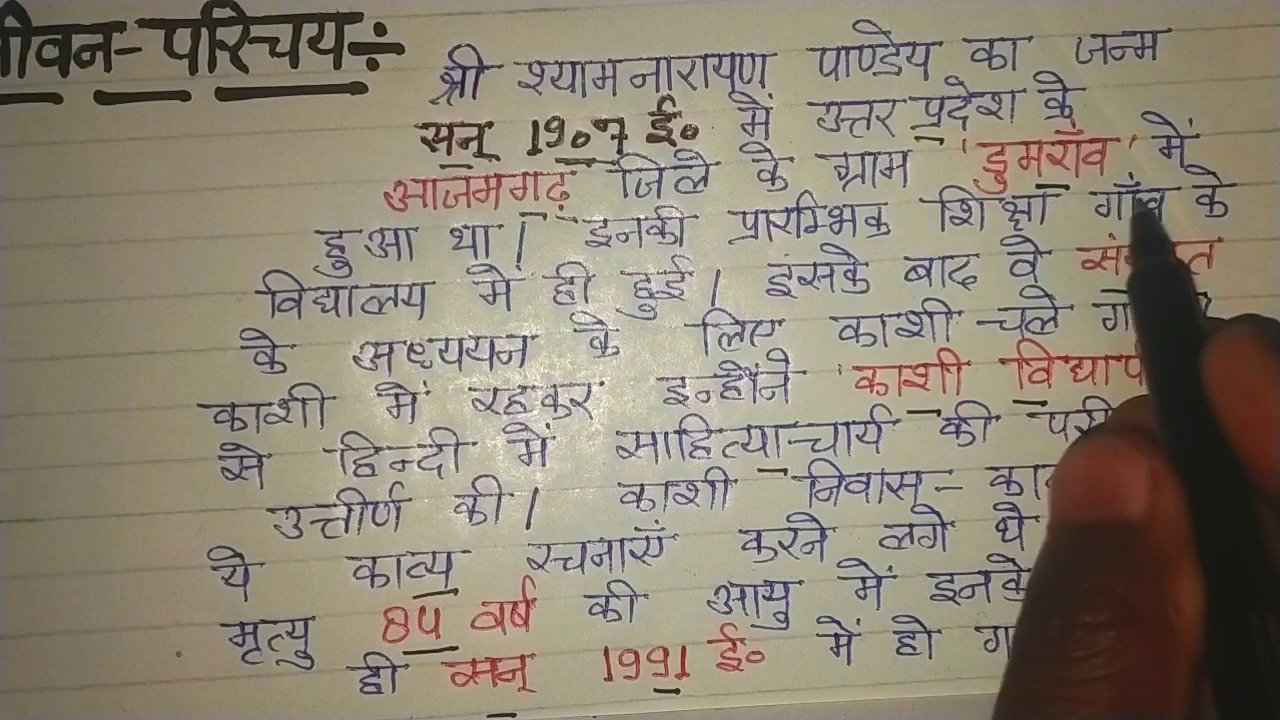 जीवन-परिचय:-
श्री श्यामनारायण पाण्डेय का जन्म
सन् 1907 ई० में उत्तर प्रदेश के
आजमगढ़ जिले के ग्राम 'डुमराँव' में
हुआ था। इनकी प्रारम्भिक शिक्षा गाँव के
विद्यालय में ही हुई। इसके बाद वे
के अध्ययन के लिए काशी चले
काशी में रहकर इन्होंने 'काशी
से हिन्दी में साहित्याचार्य की
उत्तीर्ण की। काशी निवास-
ये काव्य रचनाएँ करने लगे थे
मृत्यु 84 वर्ष की आयु में
ही सन् 1991 ई० में हो